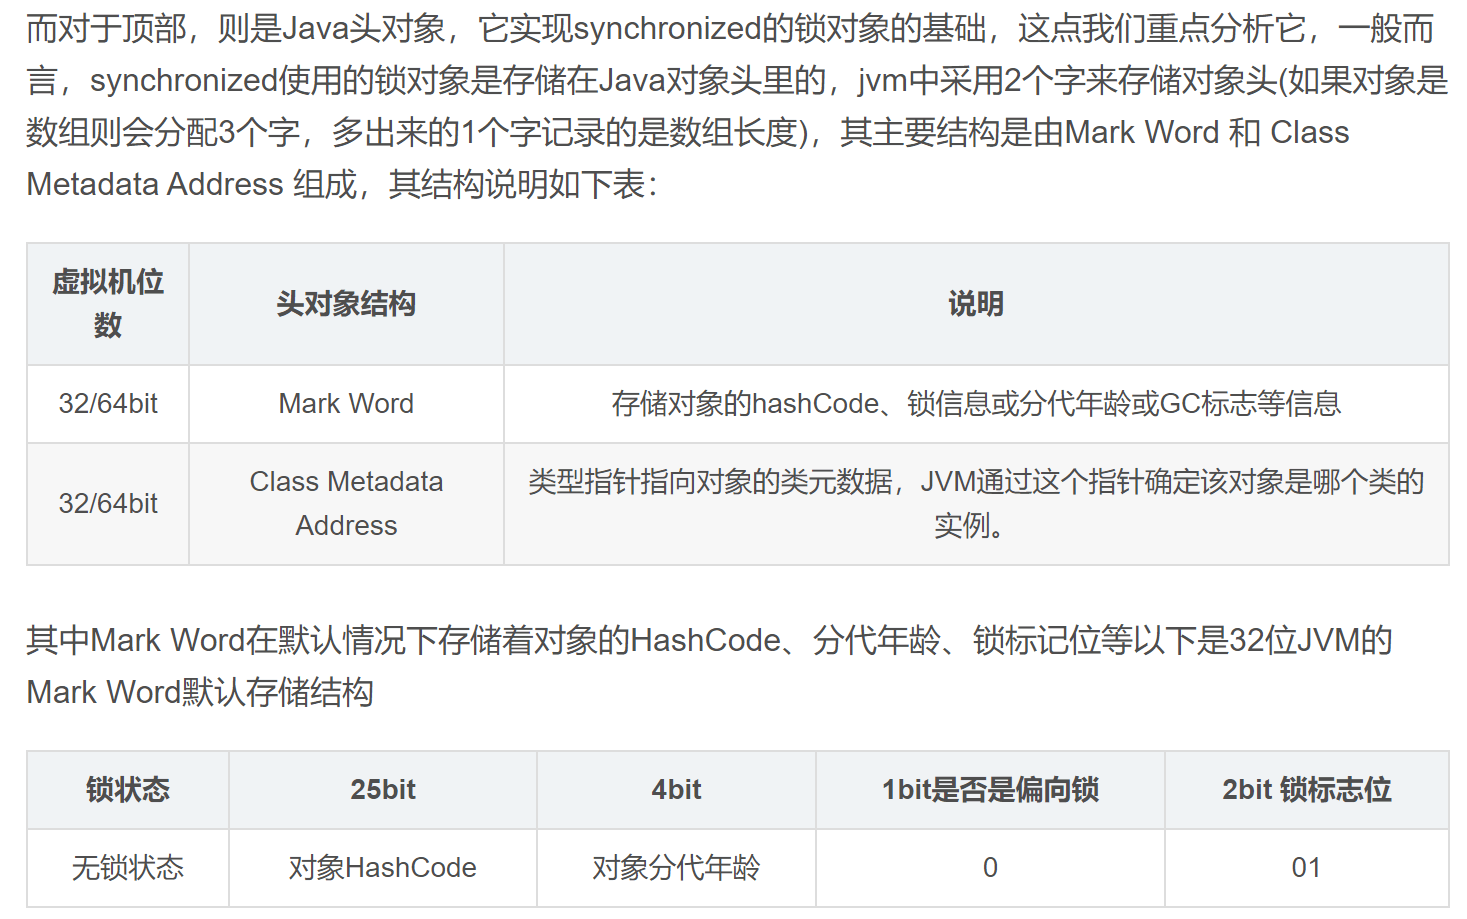 而对于顶部，则是Java头对象，它实现synchronized的锁对象的基础，这点我们重点分析它，一般而
言，synchronized使用的锁对象是存储在Java对象头里的，jvm中采用2个字来存储对象头(如果对象是
数组则会分配3个字，多出来的1个字记录的是数组长度)，其主要结构是由Mark Word 和 Class
Metadata Address 组成，其结构说明如下表：
虚拟机位
数
头对象结构
说明
32/64bit
Mark Word
存储对象的hashCode、锁信息或分代年龄或GC标志等信息
32/64bit
Class Metadata
Address
类型指针指向对象的类元数据，JVM通过这个指针确定该对象是哪个类的
实例。
其中Mark Word在默认情况下存储着对象的HashCode、分代年龄、锁标记位等以下是32位JVM的
Mark Word默认存储结构
锁状态
25bit
4bit
1bit是否是偏向锁
2bit 锁标志位
无锁状态
对象HashCode
对象分代年龄
0
01